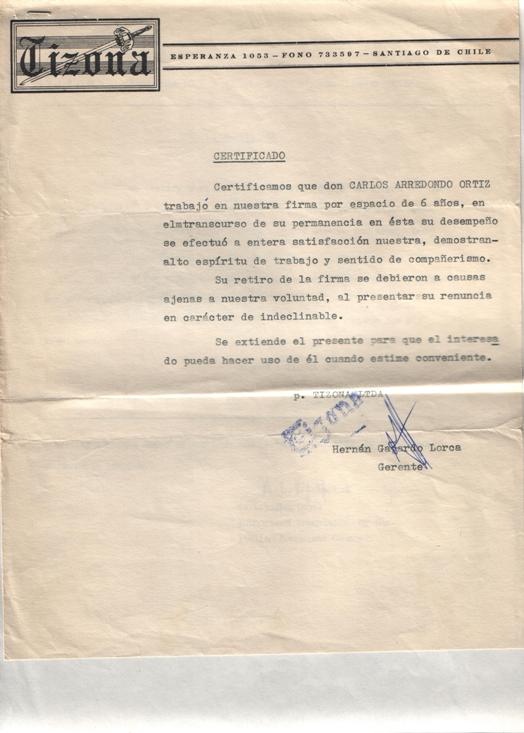 Tizona
ESPERANZA 1053 – FONO 733597 – SANTIAGO DE CHILE
CERTIFICADO
Certificamos que don CARLOS ARREDONDO ORTIZ
trabajó en nuestra firma por espacio de 6 años, en
elmtranscurso de su permanencia en ésta su desempeño
se efectuó a entera satisfacción nuestra, demostran-
alto espíritu de trabajo y sentido de compañerismo.
Su retiro de la firma se debieron a causas
ajenas a nuestra voluntad, al presentar su renuncia
en carácter de indeclinable.
Se extiende el presente para que el interesa
do pueda hacer uso de él cuando estime conveniente.
p. TIZONA LTDA
Tizona
Hernán Gallardo Lorca
Gerente